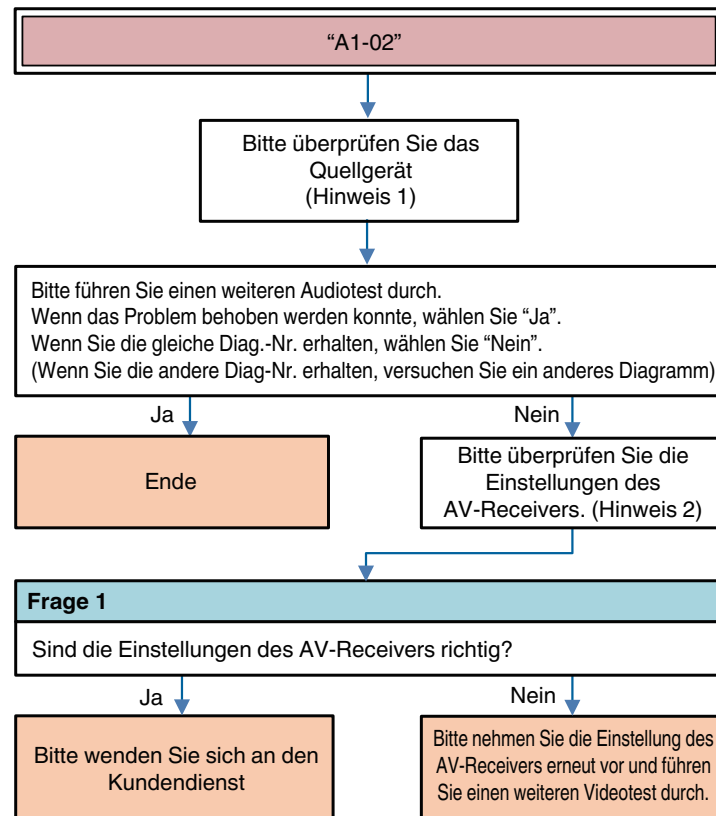 “A1-02”
Bitte überprüfen Sie das
Quellgerät
(Hinweis 1)
Bitte führen Sie einen weiteren Audiotest durch.
Wenn das Problem behoben werden konnte, wählen Sie “Ja”.
Wenn Sie die gleiche Diag.-Nr. erhalten, wählen Sie “Nein”.
(Wenn Sie die andere Diag-Nr. erhalten, versuchen Sie ein anderes Diagramm)
Ja
Nein
Ende
Bitte überprüfen Sie die
Einstellungen des
AV-Receivers. (Hinweis 2)
Frage 1
Sind die Einstellungen des AV-Receivers richtig?
Ja
Nein
Bitte wenden Sie sich an den
Kundendienst
Bitte nehmen Sie die Einstellung des
AV-Receivers erneut vor und führen
Sie einen weiteren Videotest durch.